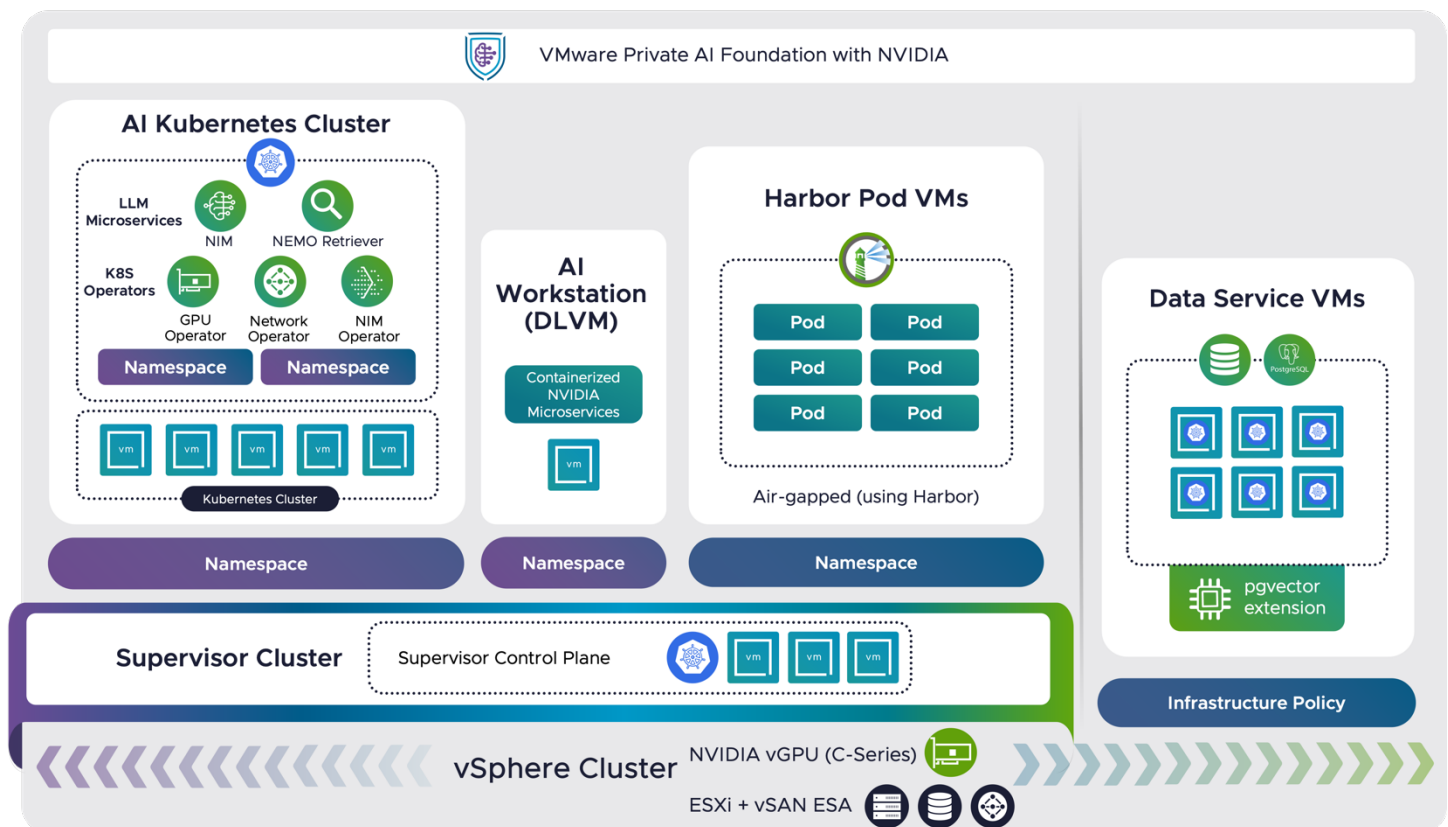 VMware Private AI Foundation with NVIDIA
AI Kubernetes Cluster
LLM
Microservices
NIM
NEMO Retriever
K8S
Operators
GPU
Operator
Network
Operator
NIM
Operator
Namespace
Namespace
vm
vm
vm
vm
vm
Kubernetes Cluster
Namespace
AI
Workstation
(DLVM)
Containerized
NVIDIA
Microservices
vm
Namespace
Harbor Pod VMs
Pod
Pod
Pod
Pod
Pod
Pod
Air-gapped (using Harbor)
Namespace
Data Service VMs
PostgreSQL
pgvector
extension
Infrastructure Policy
Supervisor Cluster
Supervisor Control Plane
vm
vm
vm
vSphere Cluster
NVIDIA vGPU (C-Series)
ESXi + vSAN ESA